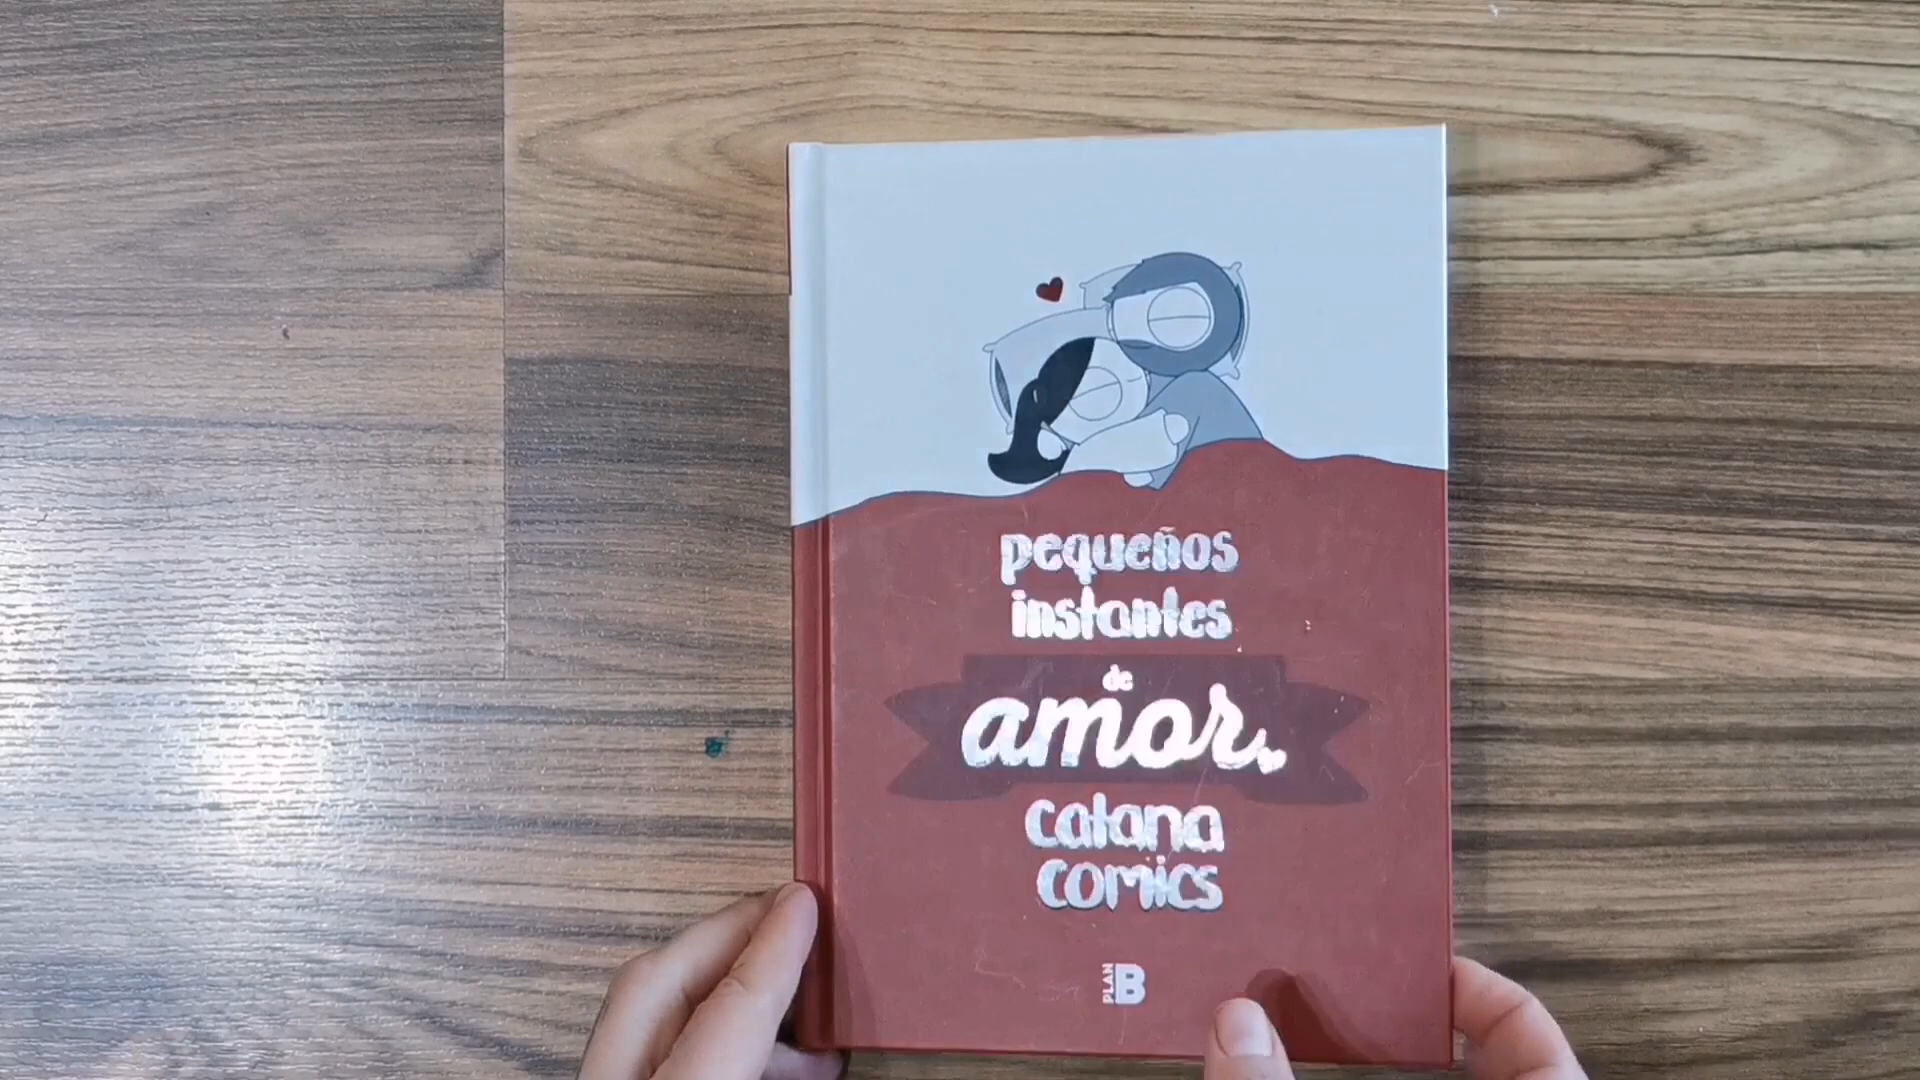 pequeños
instantes
de
amor
catana
comics
PLAN B